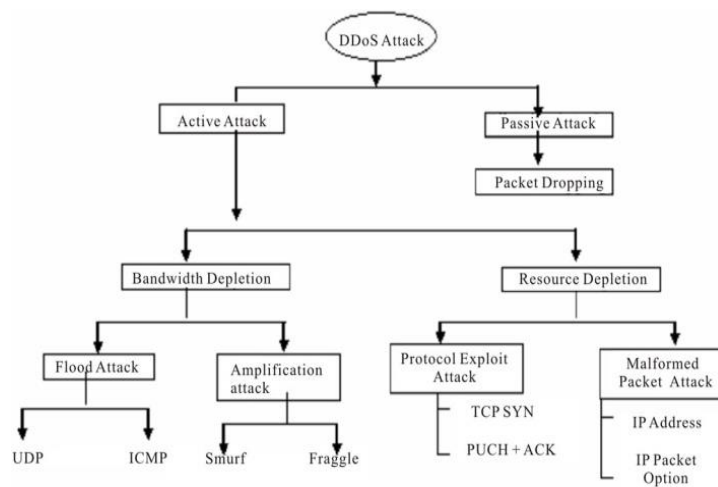 DDoS Attack
Active Attack
Passive Attack
Packet Dropping
Bandwidth Depletion
Resource Depletion
Flood Attack
Amplification
attack
Protocol Exploit
Attack
Malformed
Packet Attack
UDP
ICMP
Smurf
Fraggle
TCP SYN
PUCH + ACK
IP Address
IP Packet
Option